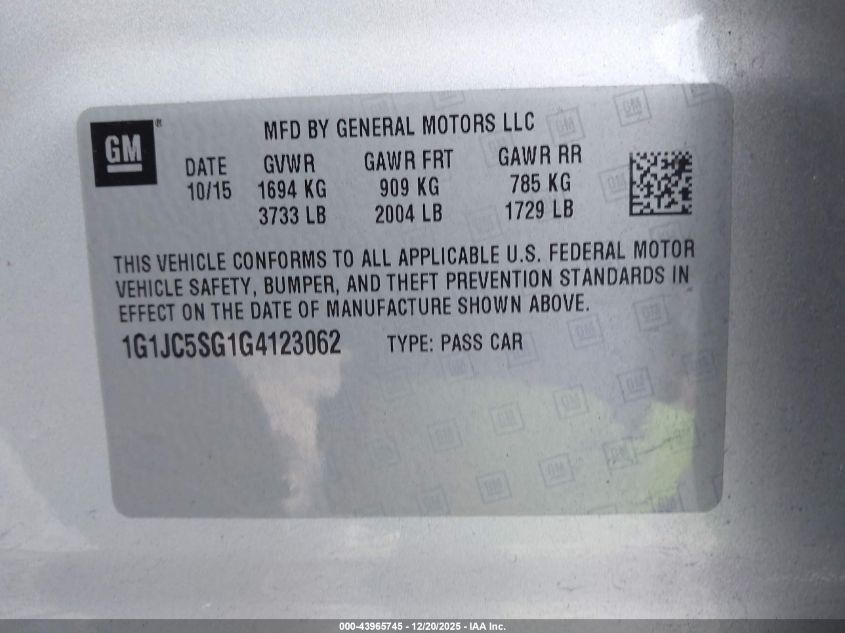 GM®
MFD BY GENERAL MOTORS LLC
DATE GVWR GAWR FRT GAWR RR
10/15 1694 KG 909 KG 785 KG
3733 LB 2004 LB 1729 LB
THIS VEHICLE CONFORMS TO ALL APPLICABLE U.S. FEDERAL MOTOR
VEHICLE SAFETY, BUMPER, AND THEFT PREVENTION STANDARDS IN
EFFECT ON THE DATE OF MANUFACTURE SHOWN ABOVE.
1G1JC5SG1G4123062 TYPE: PASS CAR
000-43965745 - 12/20/2025 - IAA Inc.